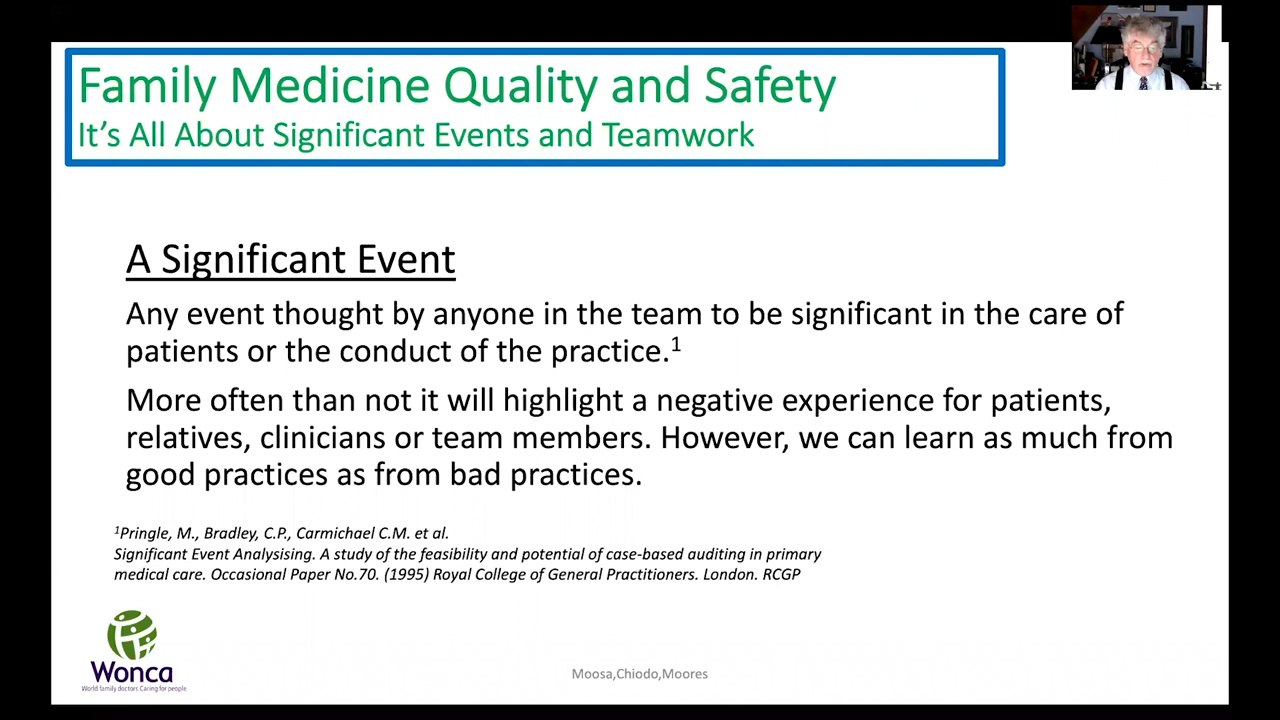 Family Medicine Quality and Safety
It's All About Significant Events and Teamwork
A Significant Event
Any event thought by anyone in the team to be significant in the care of
patients or the conduct of the practice.¹
More often than not it will highlight a negative experience for patients,
relatives, clinicians or team members. However, we can learn as much from
good practices as from bad practices.
¹Pringle, M., Bradley, C.P., Carmichael C.M. et al.
Significant Event Analysising. A study of the feasibility and potential of case-based auditing in primary
medical care. Occasional Paper No.70. (1995) Royal College of General Practitioners. London. RCGP
Wonca
World family doctors Caring for people.
Moosa,Chiodo,Moores